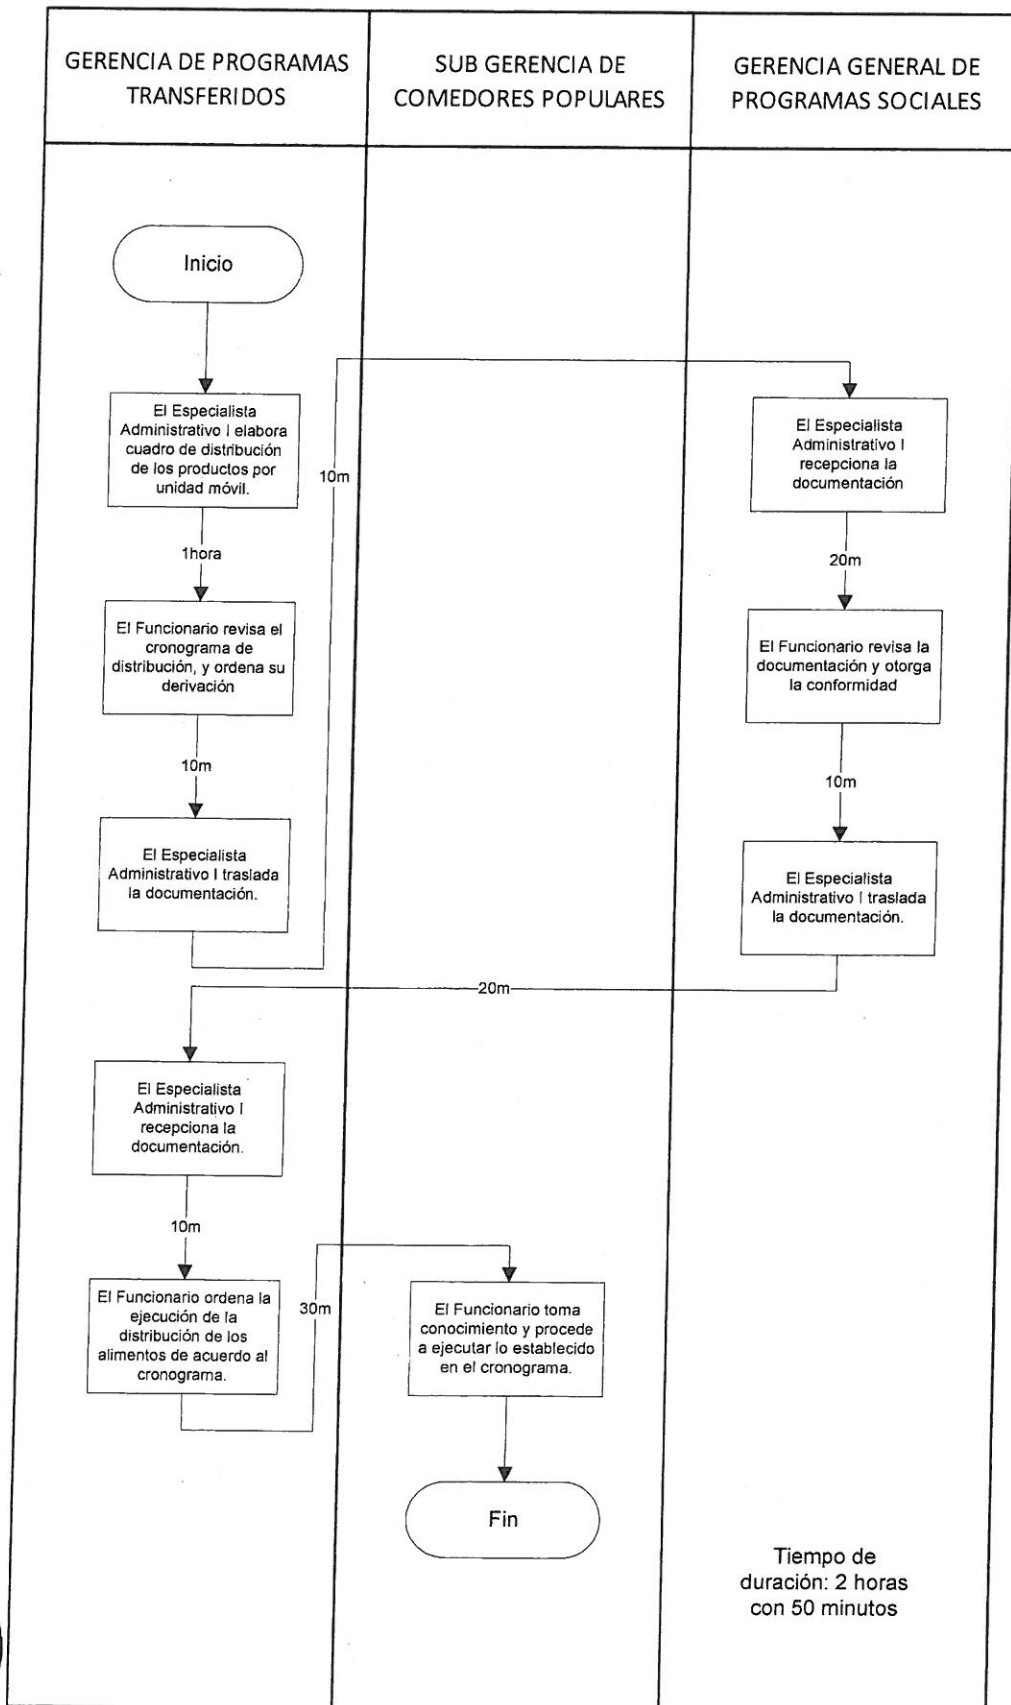 GERENCIA DE PROGRAMAS
TRANSFERIDOS
SUB GERENCIA DE
COMEDORES POPULARES
GERENCIA GENERAL DE
PROGRAMAS SOCIALES
Inicio
El Especialista
Administrativo I elabora
cuadro de distribución
de los productos por
unidad móvil.
1hora
El Funcionario revisa el
cronograma de
distribución, y ordena su
derivación
10m
El Especialista
Administrativo I traslada
la documentación.
10m
El Especialista
Administrativo I
recepciona la
documentación
20m
El Funcionario revisa la
documentación y otorga
la conformidad
10m
El Especialista
Administrativo I traslada
la documentación.
20m
El Especialista
Administrativo I
recepciona la
documentación.
10m
El Funcionario ordena la
ejecución de la
distribución de los
alimentos de acuerdo al
cronograma.
30m
El Funcionario toma
conocimiento y procede
a ejecutar lo establecido
en el cronograma.
Fin
Tiempo de
duración: 2 horas
con 50 minutos